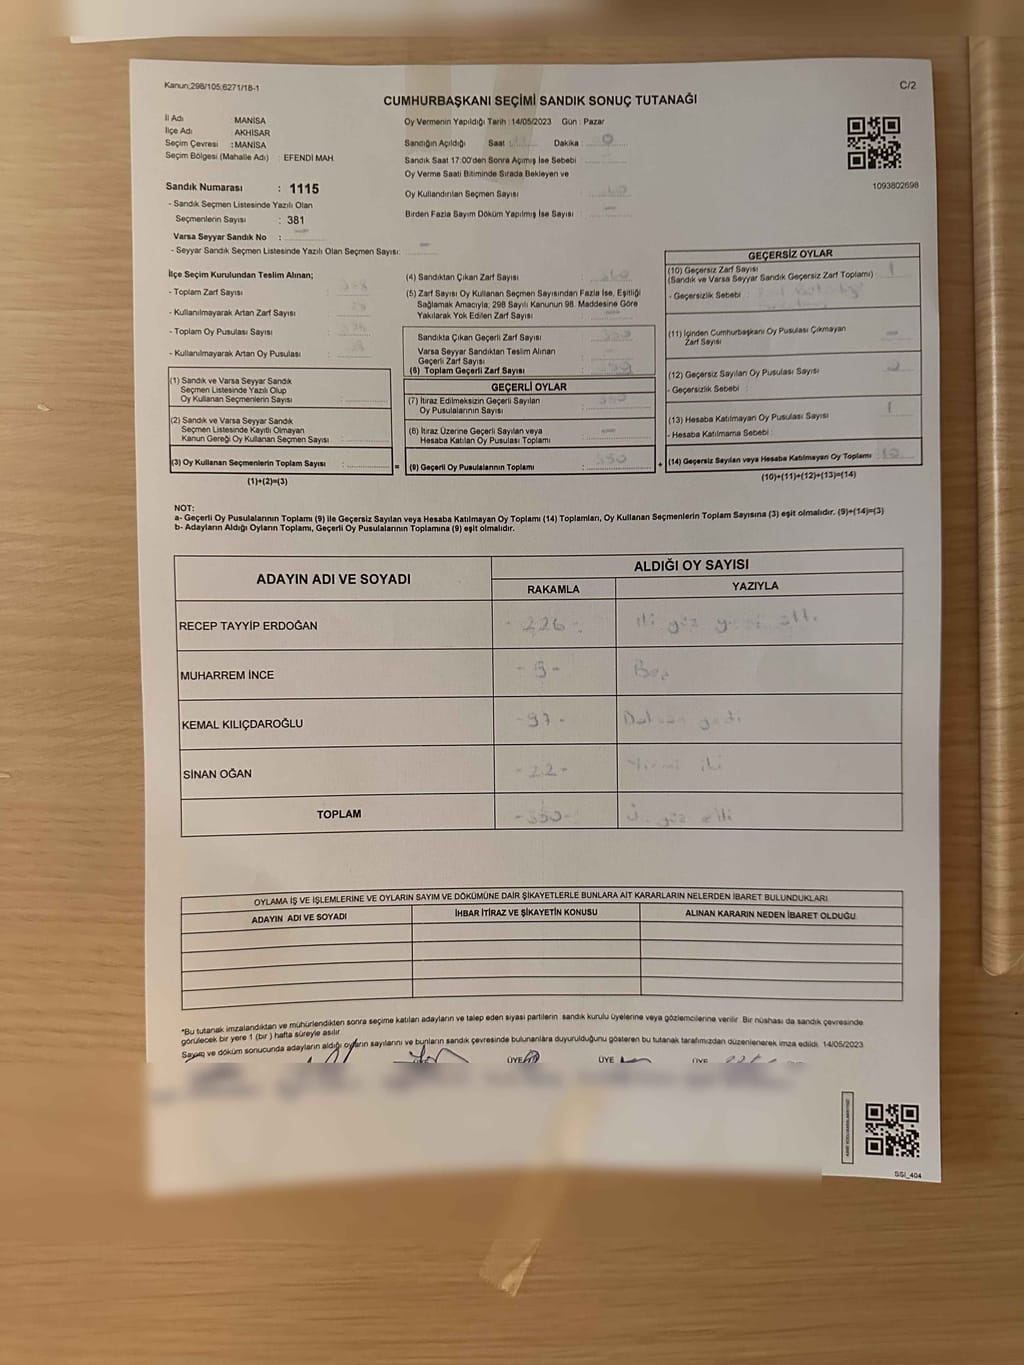 Kanun;298/105;6271/18-1
C/2
CUMHURBAŞKANI SEÇİMİ SANDIK SONUÇ TUTANAĞI
İl Adı MANİSA
İlçe Adı AKHİSAR
Seçim Çevresi : MANİSA
Seçim Bölgesi (Mahalle Adı) : EFENDİ MAH.
Sandık Numarası : 1115
- Sandık Seçmen Listesinde Yazılı Olan
Seçmenlerin Sayısı : 381
Varsa Seyyar Sandık No :
- Seyyar Sandık Seçmen Listesinde Yazılı Olan Seçmen Sayısı:
Oy Vermenin Yapıldığı Tarih : 14/05/2023 Gün : Pazar
Sandığın Açıldığı Saat Dakika :
Sandık Saat 17:00'den Sonra Açımış İse Sebebi
Oy Verme Saati Bitiminde Sırada Bekleyen ve
Oy Kullandırılan Seçmen Sayısı :
Birden Fazla Sayım Döküm Yapılmış İse Sayısı :
1093802698
İlçe Seçim Kurulundan Teslim Alınan;
- Toplam Zarf Sayısı :
- Kullanılmayarak Artan Zarf Sayısı :
- Toplam Oy Pusulası Sayısı :
- Kullanılmayarak Artan Oy Pusulası :
(1) Sandık ve Varsa Seyyar Sandık
Seçmen Listesinde Yazılı Olup
Oy Kullanan Seçmenlerin Sayısı :
(2) Sandık ve Varsa Seyyar Sandık
Seçmen Listesinde Kayıtlı Olmayan
Kanun Gereği Oy Kullanan Seçmen Sayısı :
(3) Oy Kullanan Seçmenlerin Toplam Sayısı :
(1)+(2)=(3)
=
(4) Sandıktan Çıkan Zarf Sayısı :
(5) Zarf Sayısı Oy Kullanan Seçmen Sayısından Fazla İse, Eşitliği
Sağlamak Amacıyla; 298 Sayılı Kanunun 98. Maddesine Göre
Yakılarak Yok Edilen Zarf Sayısı :
Sandıkta Çıkan Geçerli Zarf Sayısı : 350
Varsa Seyyar Sandıktan Teslim Alınan
Geçerli Zarf Sayısı :
(6) Toplam Geçerli Zarf Sayısı :
GEÇERLİ OYLAR
(7) İtiraz Edilmeksizin Geçerli Sayılan
Oy Pusulalarının Sayısı : 350
(8) İtiraz Üzerine Geçerli Sayılan veya
Hesaba Katılan Oy Pusulası Toplamı :
(9) Geçerli Oy Pusulalarının Toplamı : 350
+
GEÇERSİZ OYLAR
(10) Geçersiz Zarf Sayısı
(Sandık ve Varsa Seyyar Sandık Geçersiz Zarf Toplamı) : 1
- Geçersizlik Sebebi :
(11) İçinden Cumhurbaşkanı Oy Pusulası Çıkmayan
Zarf Sayısı :
(12) Geçersiz Sayılan Oy Pusulası Sayısı :
- Geçersizlik Sebebi :
(13) Hesaba Katılmayan Oy Pusulası Sayısı : 1
- Hesaba Katılmama Sebebi :
(14) Geçersiz Sayılan veya Hesaba Katılmayan Oy Toplamı : 10
(10)+(11)+(12)+(13)=(14)
NOT:
a- Geçerli Oy Pusulalarının Toplamı (9) ile Geçersiz Sayılan veya Hesaba Katılmayan Oy Toplamı (14) Toplamları, Oy Kullanan Seçmenlerin Toplam Sayısına (3) eşit olmalıdır. (9)+(14)=(3)
b- Adayların Aldığı Oyların Toplamı, Geçerli Oy Pusulalarının Toplamına (9) eşit olmalıdır.
ADAYIN ADI VE SOYADI
ALDIĞI OY SAYISI
RAKAMLA YAZIYLA
RECEP TAYYİP ERDOĞAN - 226 - iki yüz yirmi altı
MUHARREM İNCE - 5 - Beş
KEMAL KILIÇDAROĞLU - 97 - Doksan yedi
SİNAN OĞAN - 22 - Yirmi iki
TOPLAM - 350 - Üç yüz elli
OYLAMA İŞ VE İŞLEMLERİNE VE OYLARIN SAYIM VE DÖKÜMÜNE DAİR ŞİKAYETLERLE BUNLARA AİT KARARLARIN NELERDEN İBARET BULUNDUKLARI
ADAYIN ADI VE SOYADI İHBAR İTİRAZ VE ŞİKAYETİN KONUSU ALINAN KARARIN NEDEN İBARET OLDUĞU
*Bu tutanak imzalandıktan ve mühürlendikten sonra seçime katılan adayların ve talep eden siyasi partilerin sandık kurulu üyelerine veya gözlemcilerine verilir. Bir nüshası da sandık çevresinde
görülecek bir yere 1 (bir ) hafta süreyle asılır.
Sayım ve döküm sonucunda adayların aldığı oyların sayılarını ve bunların sandık çevresinde bulunanlara duyurulduğunu gösteren bu tutanak tarafımızdan düzenlenerek imza edildi. 14/05/2023
ÜYE ÜYE ÜYE
SSİ_404